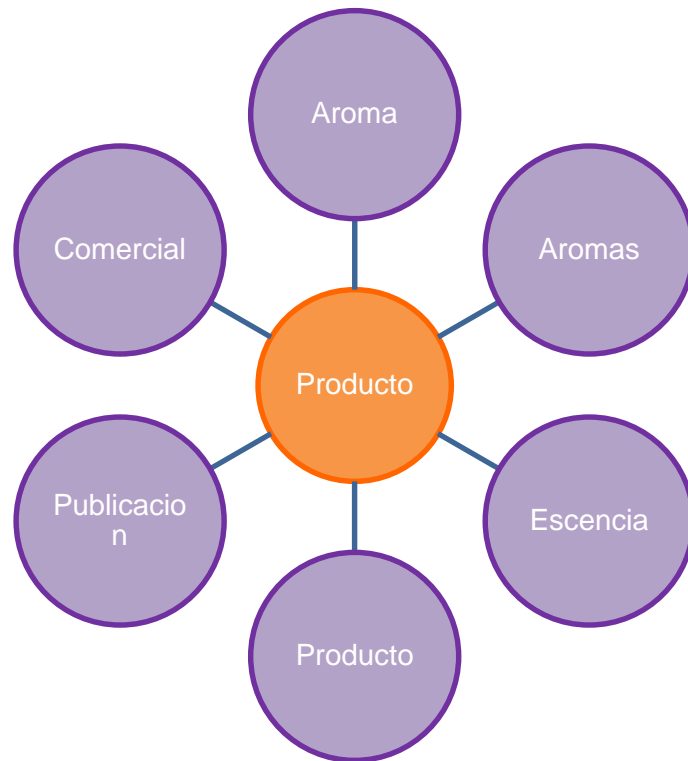 Aroma
Comercial
Aromas
Producto
Publicacio
n
Escencia
Producto